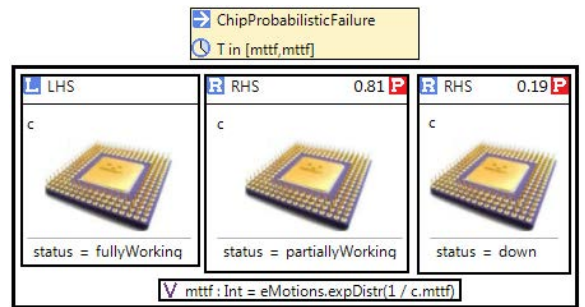 ChipProbabilisticFailure
T in [mttf,mttf]
L LHS
R RHS 0.81 P
R RHS 0.19 P
c
c
c
status = fullyWorking
status = partiallyWorking
status = down
V mttf : Int = eMotions.expDistr(1 / c.mttf)